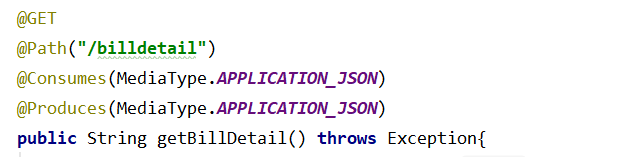 @GET
@Path("/billdetail")
@Consumes(MediaType.APPLICATION_JSON)
@Produces(MediaType.APPLICATION_JSON)
public String getBillDetail() throws Exception{